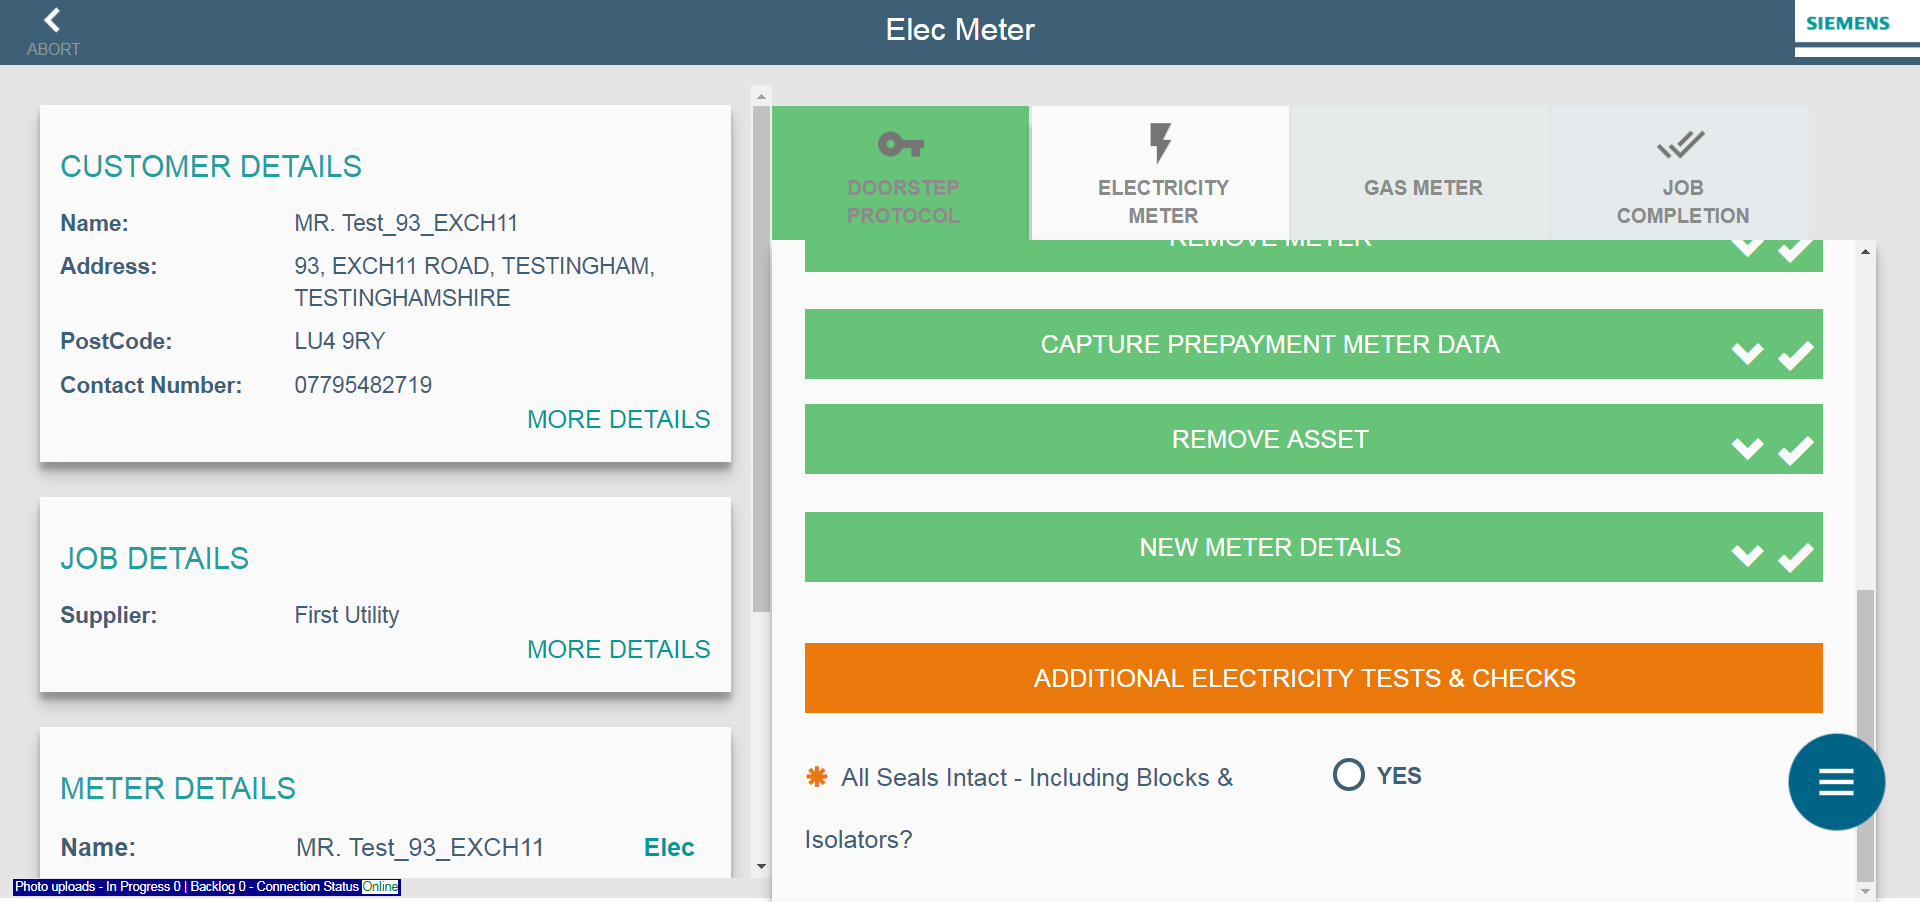 ABORT
Elec Meter
SIEMENS
CUSTOMER DETAILS
Name: MR. Test_93_EXCH11
Address: 93, EXCH11 ROAD, TESTINGHAM,
TESTINGHAMSHIRE
PostCode: LU4 9RY
Contact Number: 07795482719
MORE DETAILS
JOB DETAILS
Supplier: First Utility
MORE DETAILS
METER DETAILS
Name: MR. Test_93_EXCH11 Elec
Photo uploads - In Progress 0 | Backlog 0 - Connection Status Online
DOORSTEP
PROTOCOL
ELECTRICITY
METER
GAS METER
JOB
COMPLETION
REMOVE METER
CAPTURE PREPAYMENT METER DATA
REMOVE ASSET
NEW METER DETAILS
ADDITIONAL ELECTRICITY TESTS & CHECKS
✱ All Seals Intact - Including Blocks &
Isolators?
YES